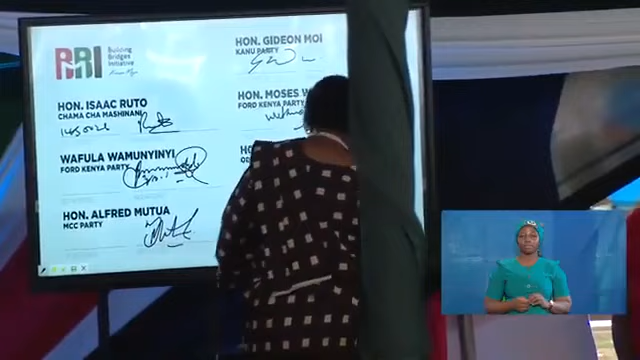 BBI Building
Bridges
Initiative
HON. GIDEON MOI
KANU PARTY
HON. ISAAC RUTO
CHAMA CHA MASHINANI
HON. MOSES W
FORD KENYA PARTY
WAFULA WAMUNYINYI
FORD KENYA PARTY
HO
HON. ALFRED MUTUA
MCC PARTY